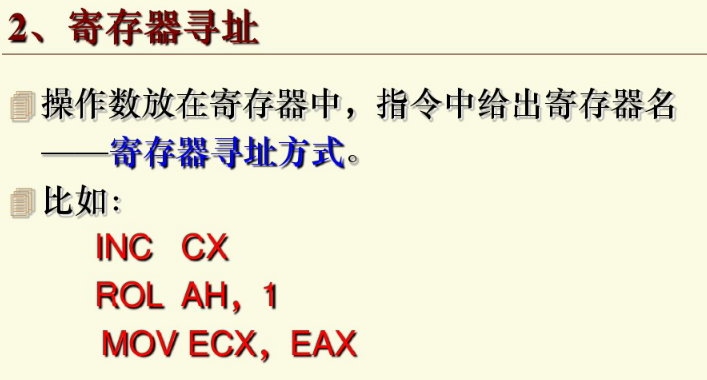 2、寄存器寻址
操作数放在寄存器中，指令中给出寄存器名
——寄存器寻址方式。
比如：
INC CX
ROL AH，1
MOV ECX，EAX